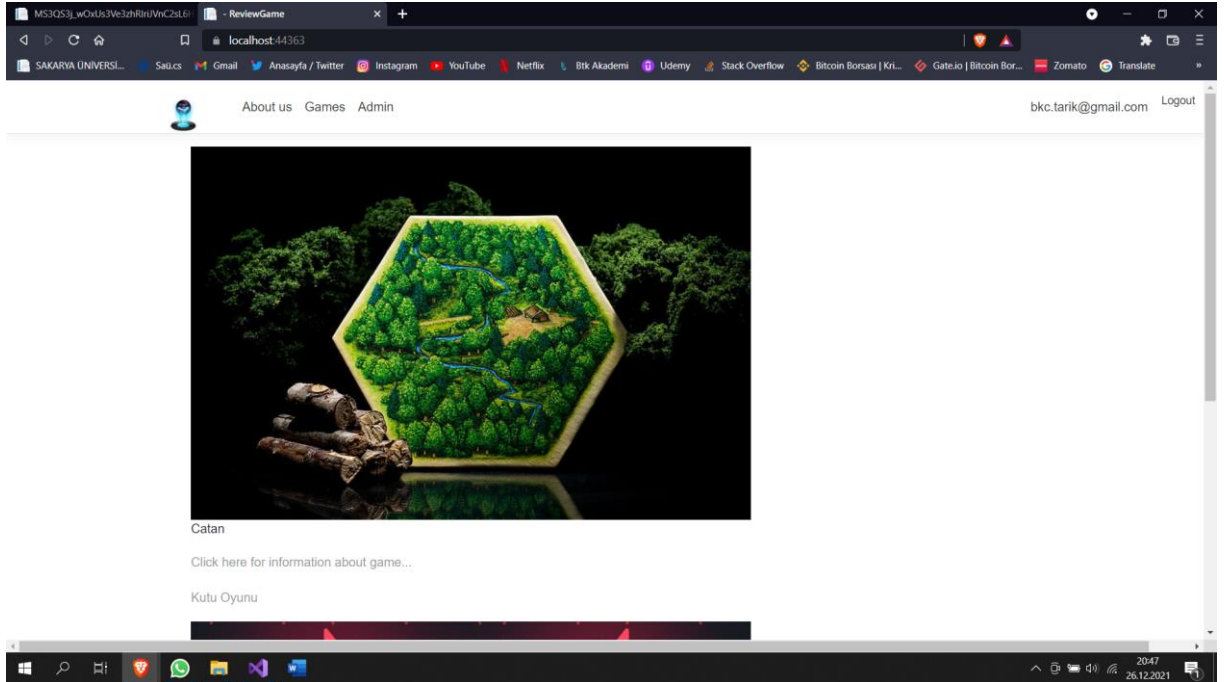 MS3QS3j_wOxUs3Ve3zhRIriJVnC2sL6
- ReviewGame
localhost:44363
SAKARYA ÜNİVERSİ... Saü.cs Gmail Anasayfa / Twitter Instagram YouTube Netflix Btk Akademi Udemy Stack Overflow Bitcoin Borsası | Kri... Gate.io | Bitcoin Bor... Zomato Translate »
About us Games Admin bkc.tarik@gmail.com Logout
Catan
Click here for information about game...
Kutu Oyunu
20:47
26.12.2021